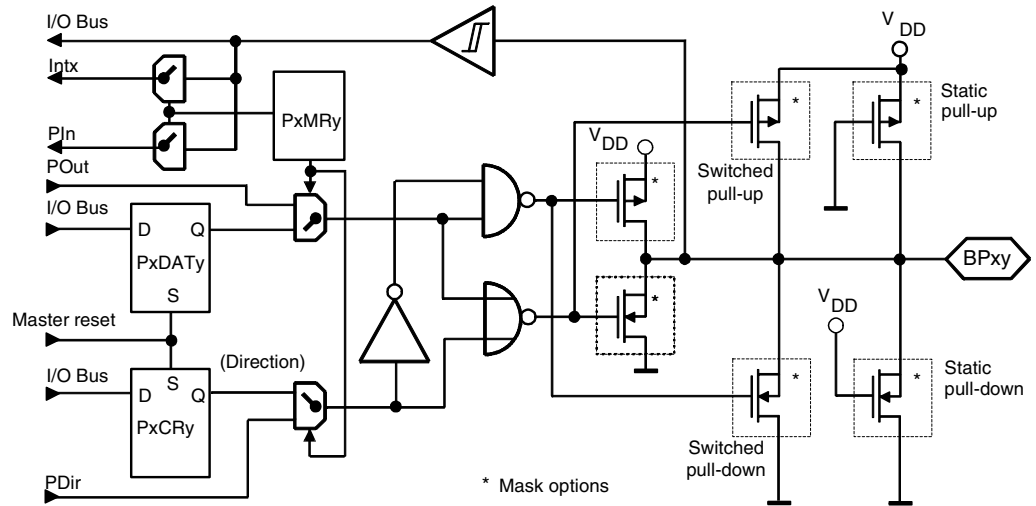 I/O Bus
Intx
PIn
POut
I/O Bus
D
Q
PxDATy
S
Master reset
I/O Bus
S
D
Q
PxCRy
PDir
(Direction)
PxMRy
V DD
*
*
Switched
pull-up
V DD
*
*
Static
pull-up
BPxy
V DD
*
Switched
pull-down
*
Static
pull-down
* Mask options